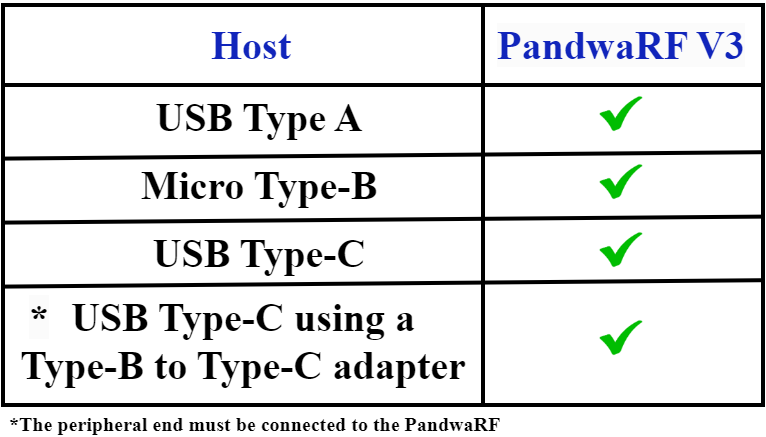 Host PandwaRF V3
USB Type A ✓
Micro Type-B ✓
USB Type-C ✓
* USB Type-C using a
Type-B to Type-C adapter ✓
*The peripheral end must be connected to the PandwaRF